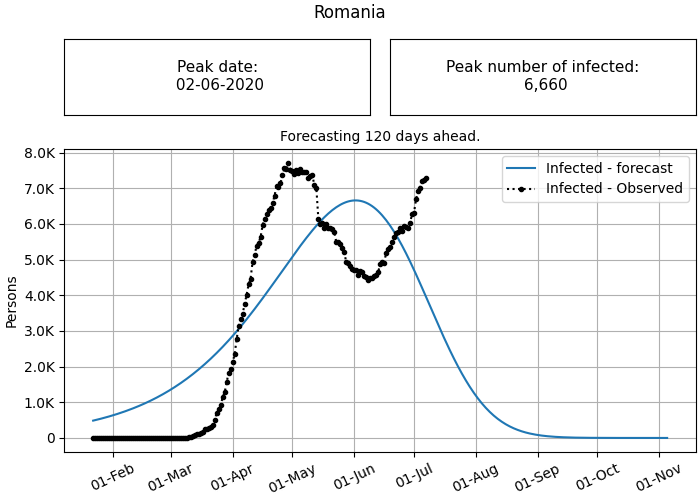 Romania
Peak date:
02-06-2020
Peak number of infected:
6,660
Forecasting 120 days ahead.
8.0K
7.0K
6.0K
5.0K
4.0K
3.0K
2.0K
1.0K
0
Persons
Infected - forecast
Infected - Observed
01-Feb
01-Mar
01-Apr
01-May
01-Jun
01-Jul
01-Aug
01-Sep
01-Oct
01-Nov